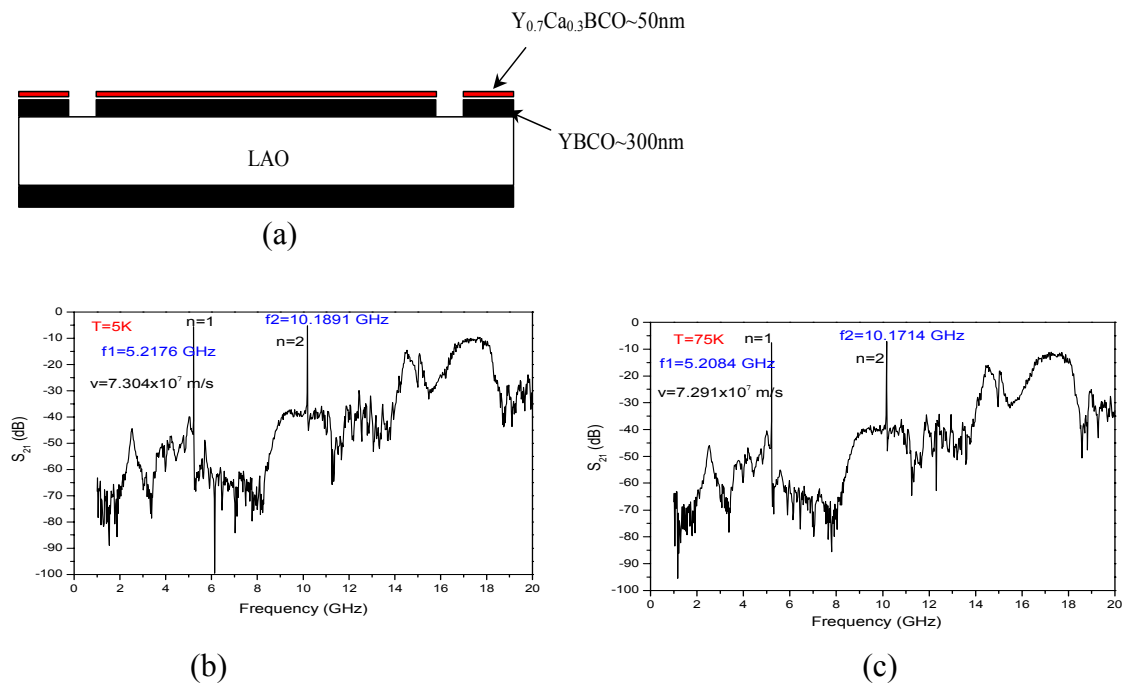 Y₀.₇Ca₀.₃BCO~50nm
YBCO~300nm
LAO
(a)
0
-10
-20
-30
-40
-50
-60
-70
-80
-90
-100
S₂₁ (dB)
T=5K
n=1
f2=10.1891 GHz
f1=5.2176 GHz
n=2
v=7.304x10⁷ m/s
0 2 4 6 8 10 12 14 16 18 20
Frequency (GHz)
(b)
0
-10
-20
-30
-40
-50
-60
-70
-80
-90
-100
S₂₁ (dB)
T=75K
n=1
f2=10.1714 GHz
f1=5.2084 GHz
n=2
v=7.291x10⁷ m/s
0 2 4 6 8 10 12 14 16 18 20
Frequency (GHz)
(c)